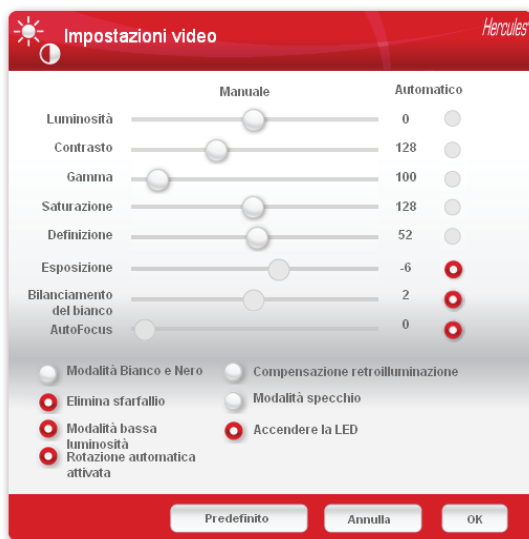 Impostazioni video
Hercules
Manuale Automatico
Luminosità 0
Contrasto 128
Gamma 100
Saturazione 128
Definizione 52
Esposizione -6
Bilanciamento
del bianco 2
AutoFocus 0
Modalità Bianco e Nero
Compensazione retroilluminazione
Elimina sfarfallio
Modalità specchio
Modalità bassa
luminosità
Accendere la LED
Rotazione automatica
attivata
Predefinito Annulla OK